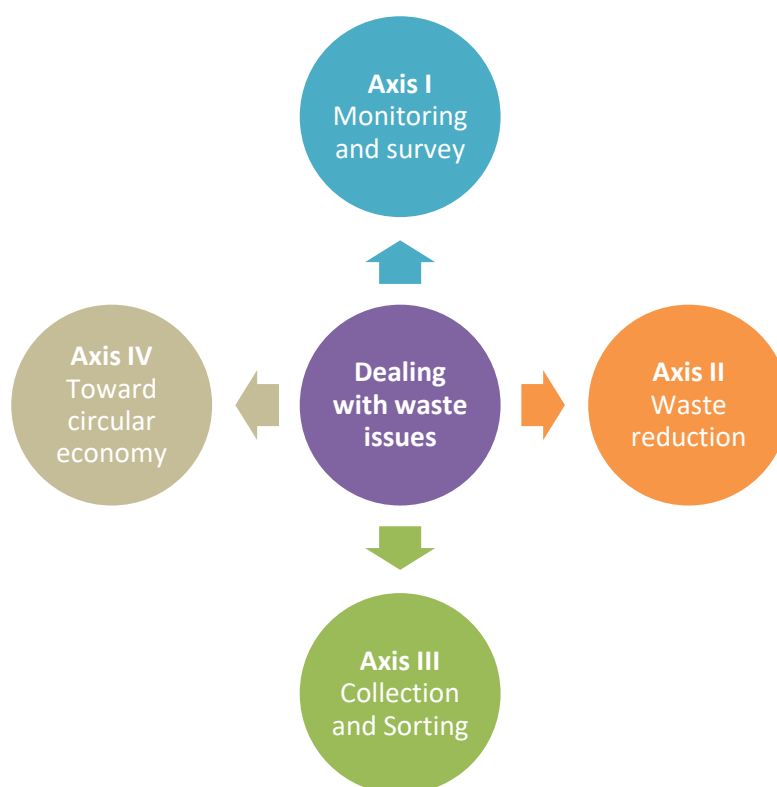 Axis I
Monitoring
and survey
Axis IV
Toward
circular
economy
Dealing
with waste
issues
Axis II
Waste
reduction
Axis III
Collection
and Sorting